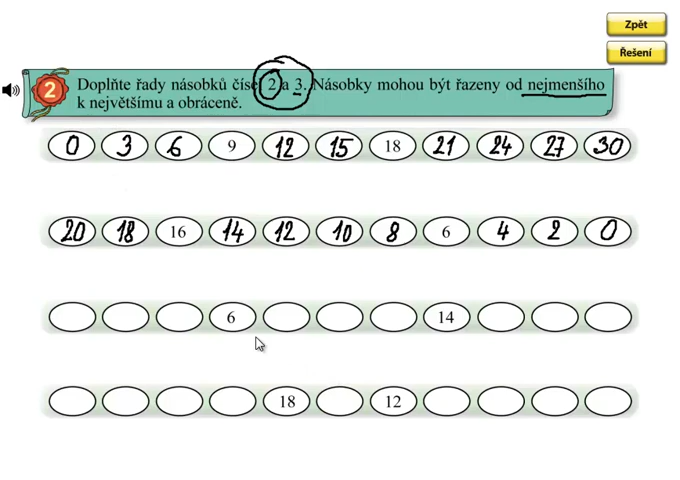 Zpět
Řešení
2 Doplňte řady násobků číse 2 a 3. Násobky mohou být řazeny od nejmenšího
k největšímu a obráceně.
0 3 6 9 12 15 18 21 24 27 30
20 18 16 14 12 10 8 6 4 2 0
6 14
18 12